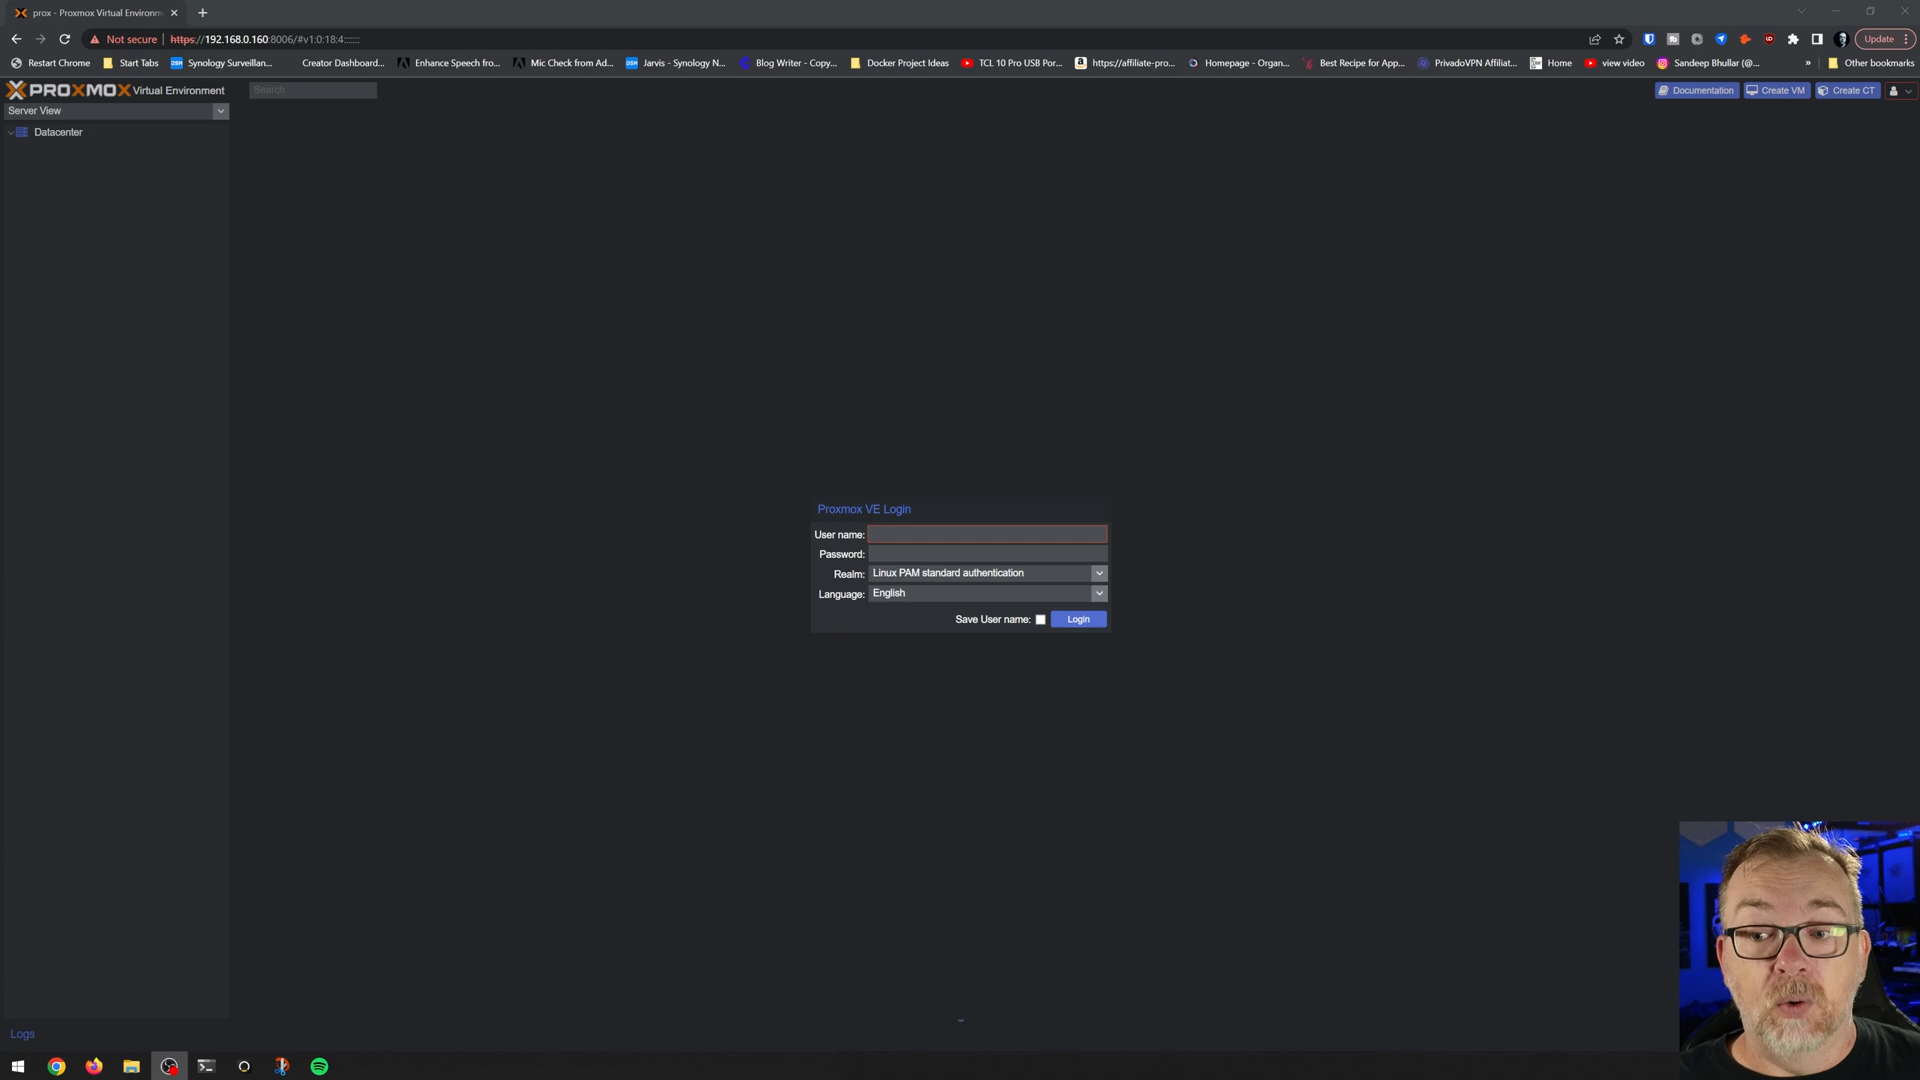 prox - Proxmox Virtual Environm
Not secure https://192.168.0.160:8006/#v1:0:18:4:::::::
Update
Restart Chrome Start Tabs Synology Surveillan... Creator Dashboard... Enhance Speech fro... Mic Check from Ad... Jarvis - Synology N... Blog Writer - Copy... Docker Project Ideas TCL 10 Pro USB Por... https://affiliate-pro... Homepage - Organ... Best Recipe for App... PrivadoVPN Affiliat... Home view video Sandeep Bhullar (@... » Other bookmarks
PROXMOX Virtual Environment Search Documentation Create VM Create CT
Server View
Datacenter
Proxmox VE Login
User name:
Password:
Realm: Linux PAM standard authentication
Language: English
Save User name: Login
Logs